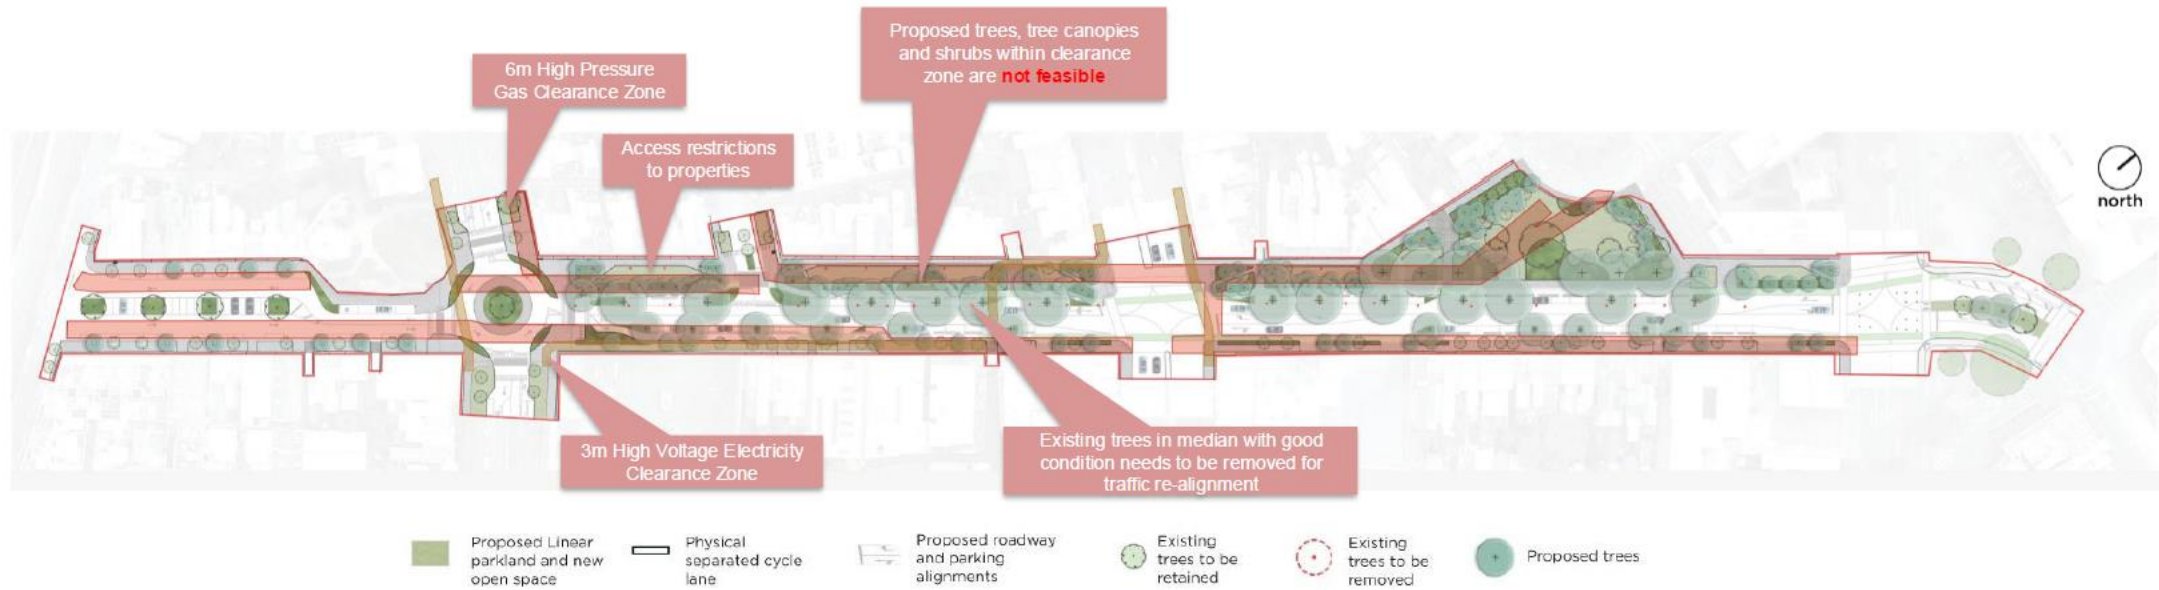 Proposed trees, tree canopies
and shrubs within clearance
zone are not feasible
6m High Pressure
Gas Clearance Zone
Access restrictions
to properties
north
3m High Voltage Electricity
Clearance Zone
Existing trees in median with good
condition needs to be removed for
traffic re-alignment
Proposed Linear
parkland and new
open space
Physical
separated cycle
lane
Proposed roadway
and parking
alignments
Existing
trees to be
retained
Existing
trees to be
removed
Proposed trees